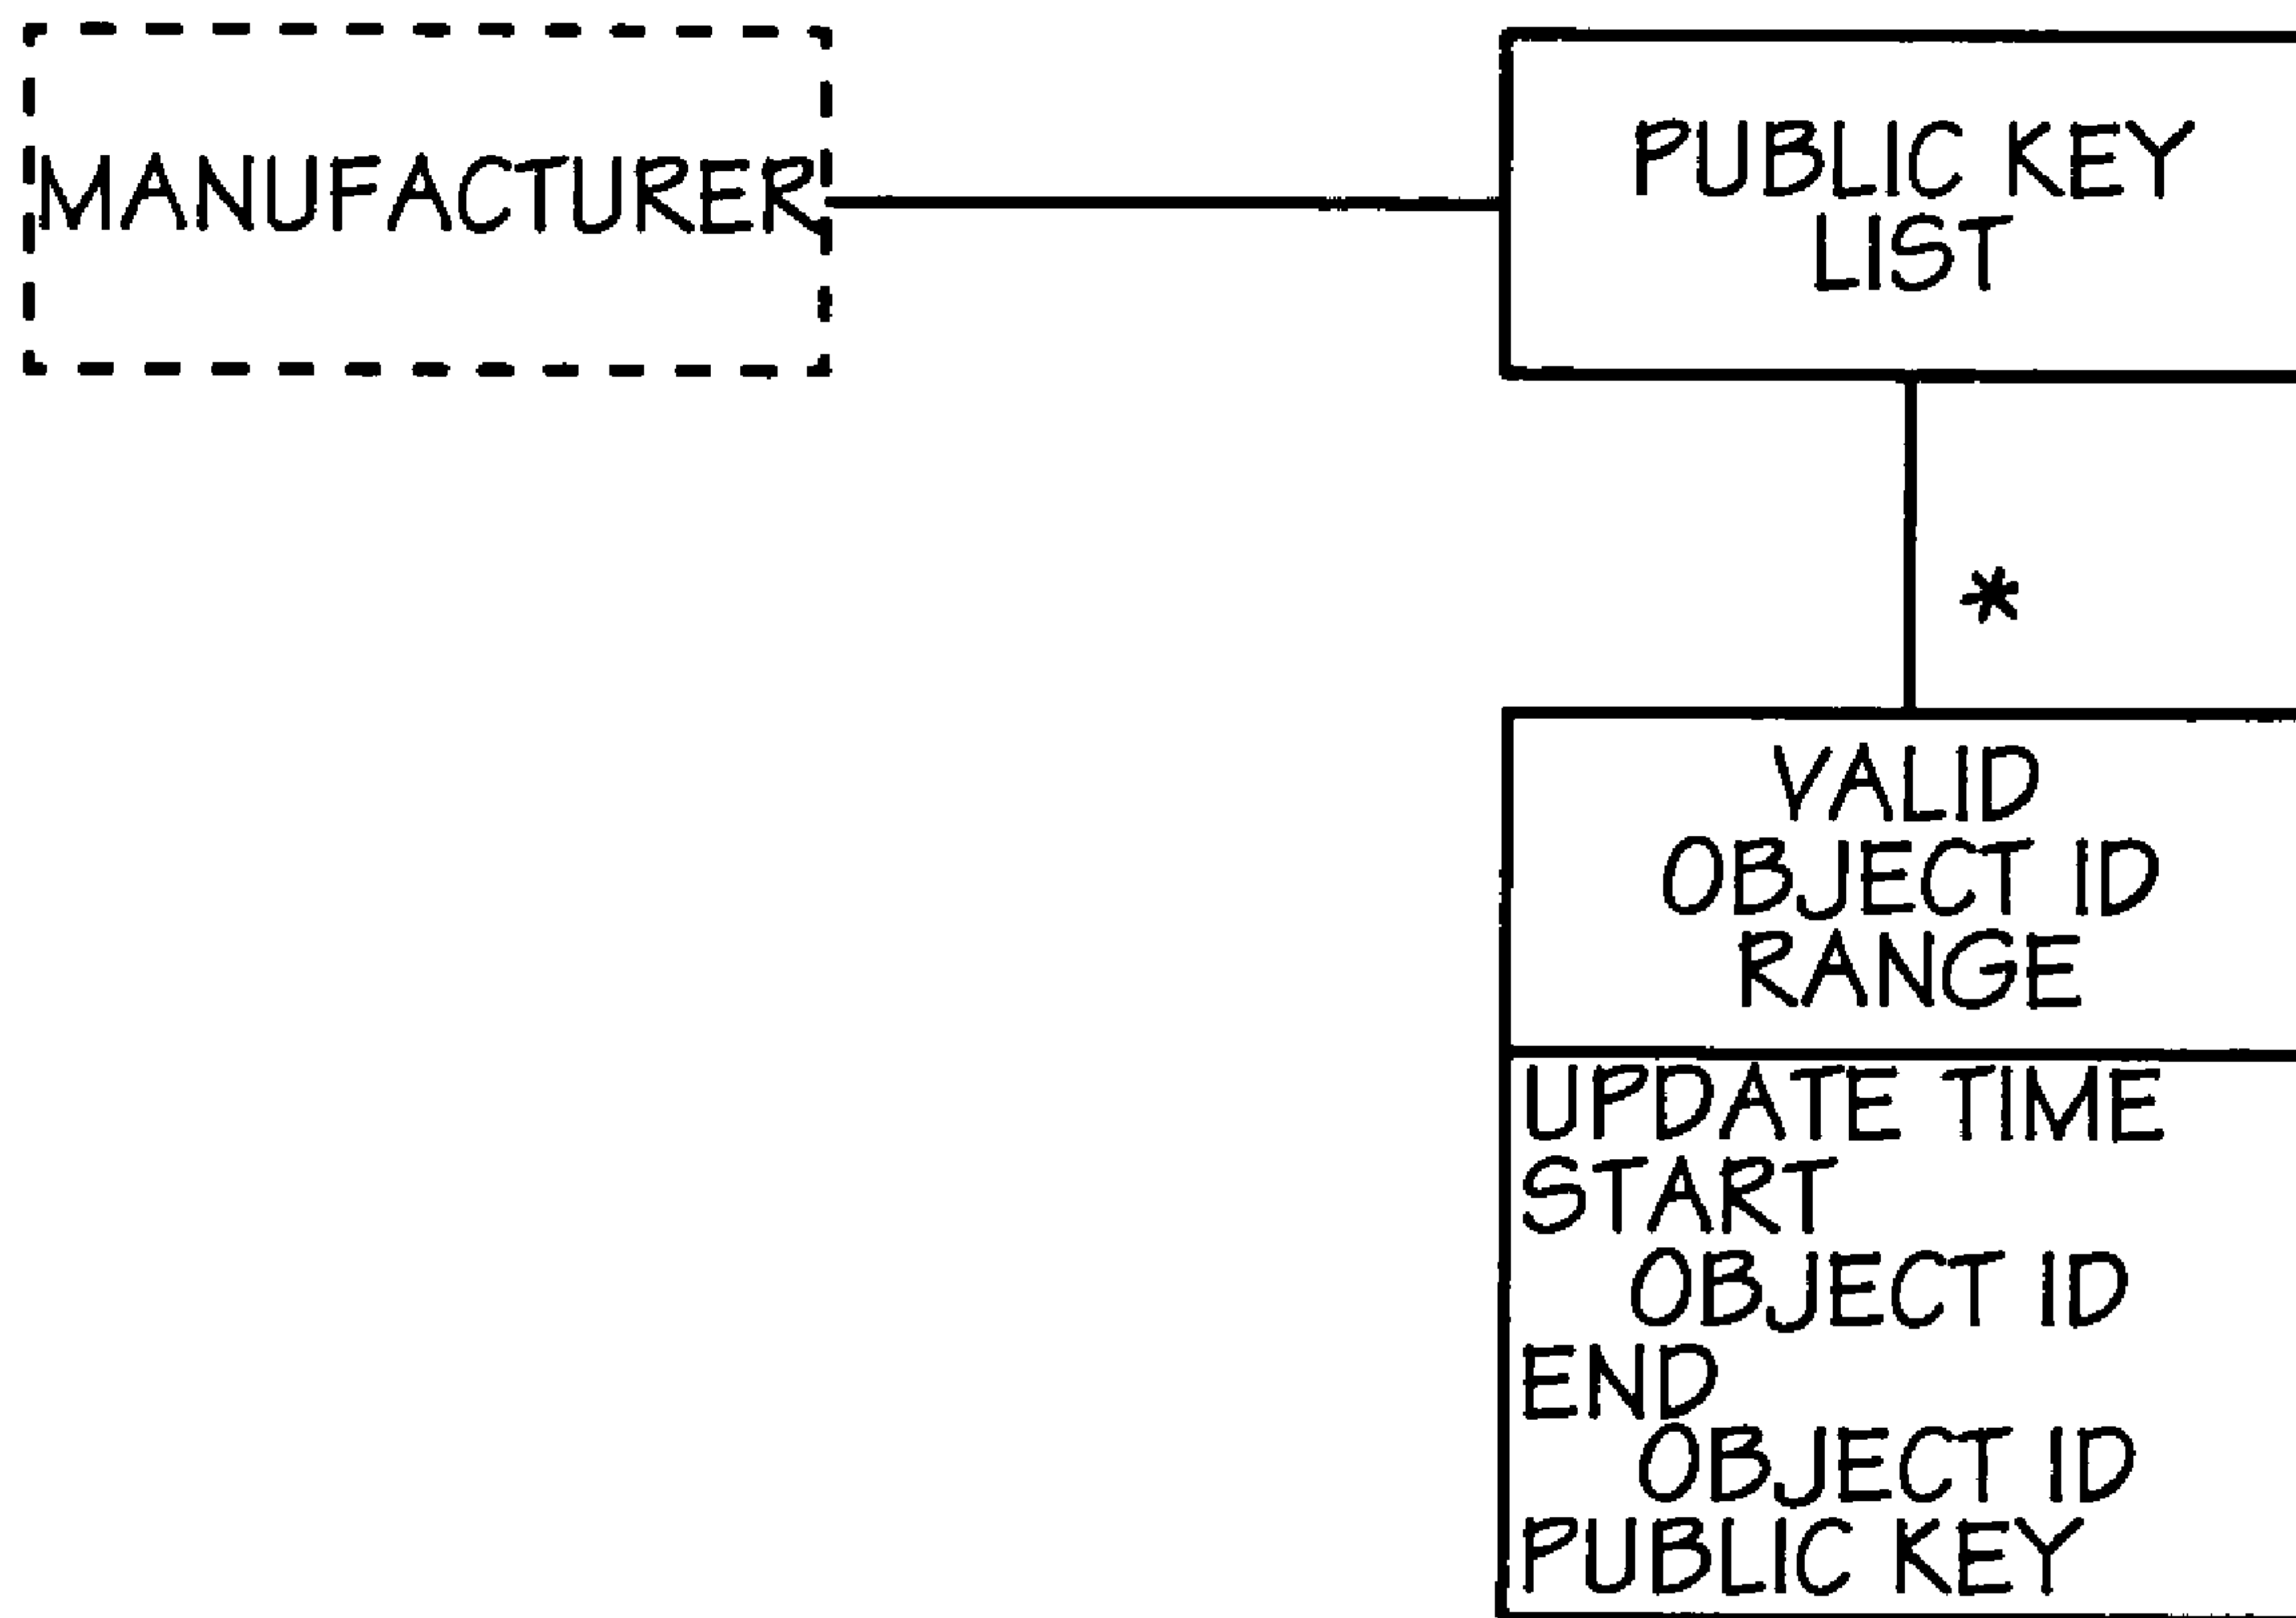 MANUFACTURER
PUBLIC KEY
LIST
*
VALID
OBJECT ID
RANGE
UPDATE TIME
START
OBJECT ID
END
OBJECT ID
PUBLIC KEY